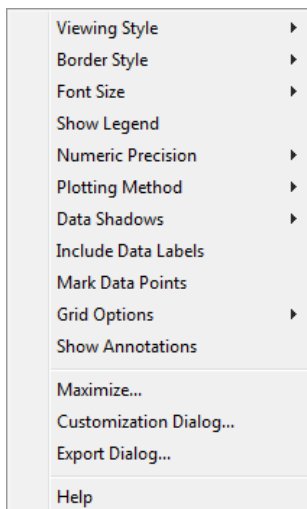 Viewing Style
Border Style
Font Size
Show Legend
Numeric Precision
Plotting Method
Data Shadows
Include Data Labels
Mark Data Points
Grid Options
Show Annotations
Maximize...
Customization Dialog...
Export Dialog...
Help